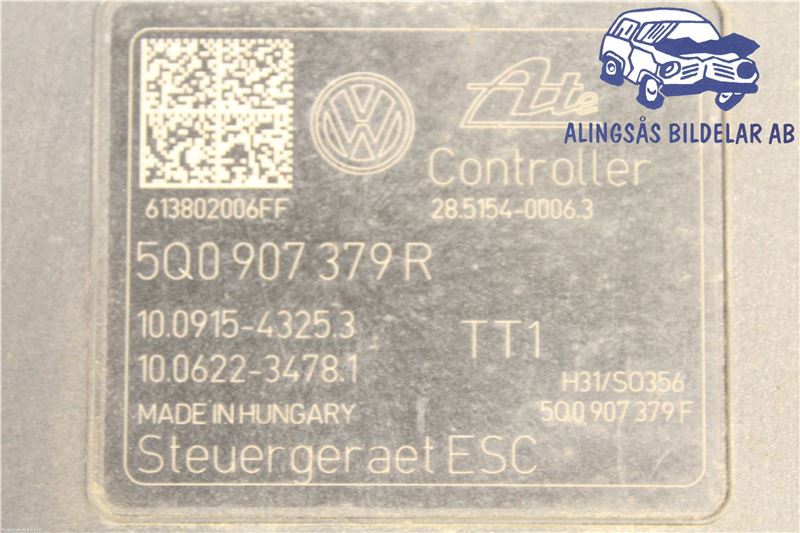 Ate
ALINGSÅS BILDELAR AB
Controller
613802006FF
28.5154-0006.3
5Q0 907 379 R
10.0915-4325.3
TT1
10.0622-3478.1
H31/S0356
MADE IN HUNGARY
5Q0 907 379 F
Steuergeraet ESC